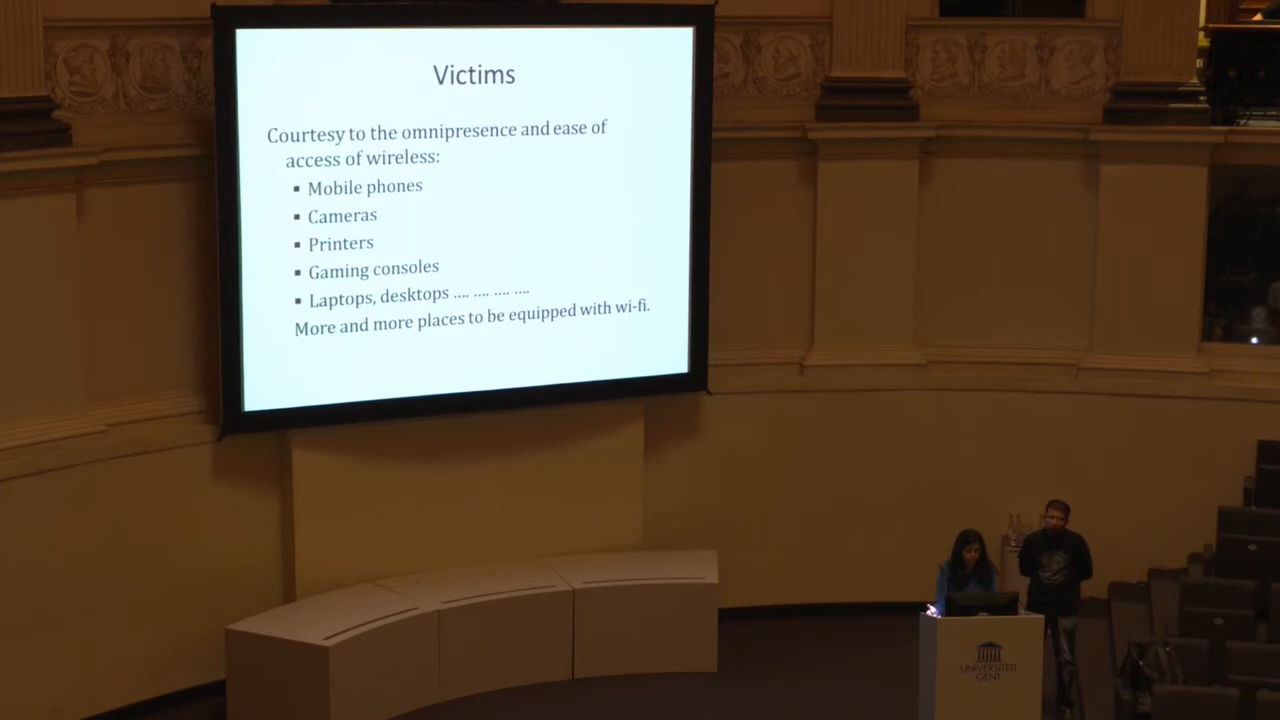 Victims
Courtesy to the omnipresence and ease of
access of wireless:
▪ Mobile phones
▪ Cameras
▪ Printers
▪ Gaming consoles
▪ Laptops, desktops .... .... .... ....
More and more places to be equipped with wi-fi.
UNIVERSITEIT
GENT